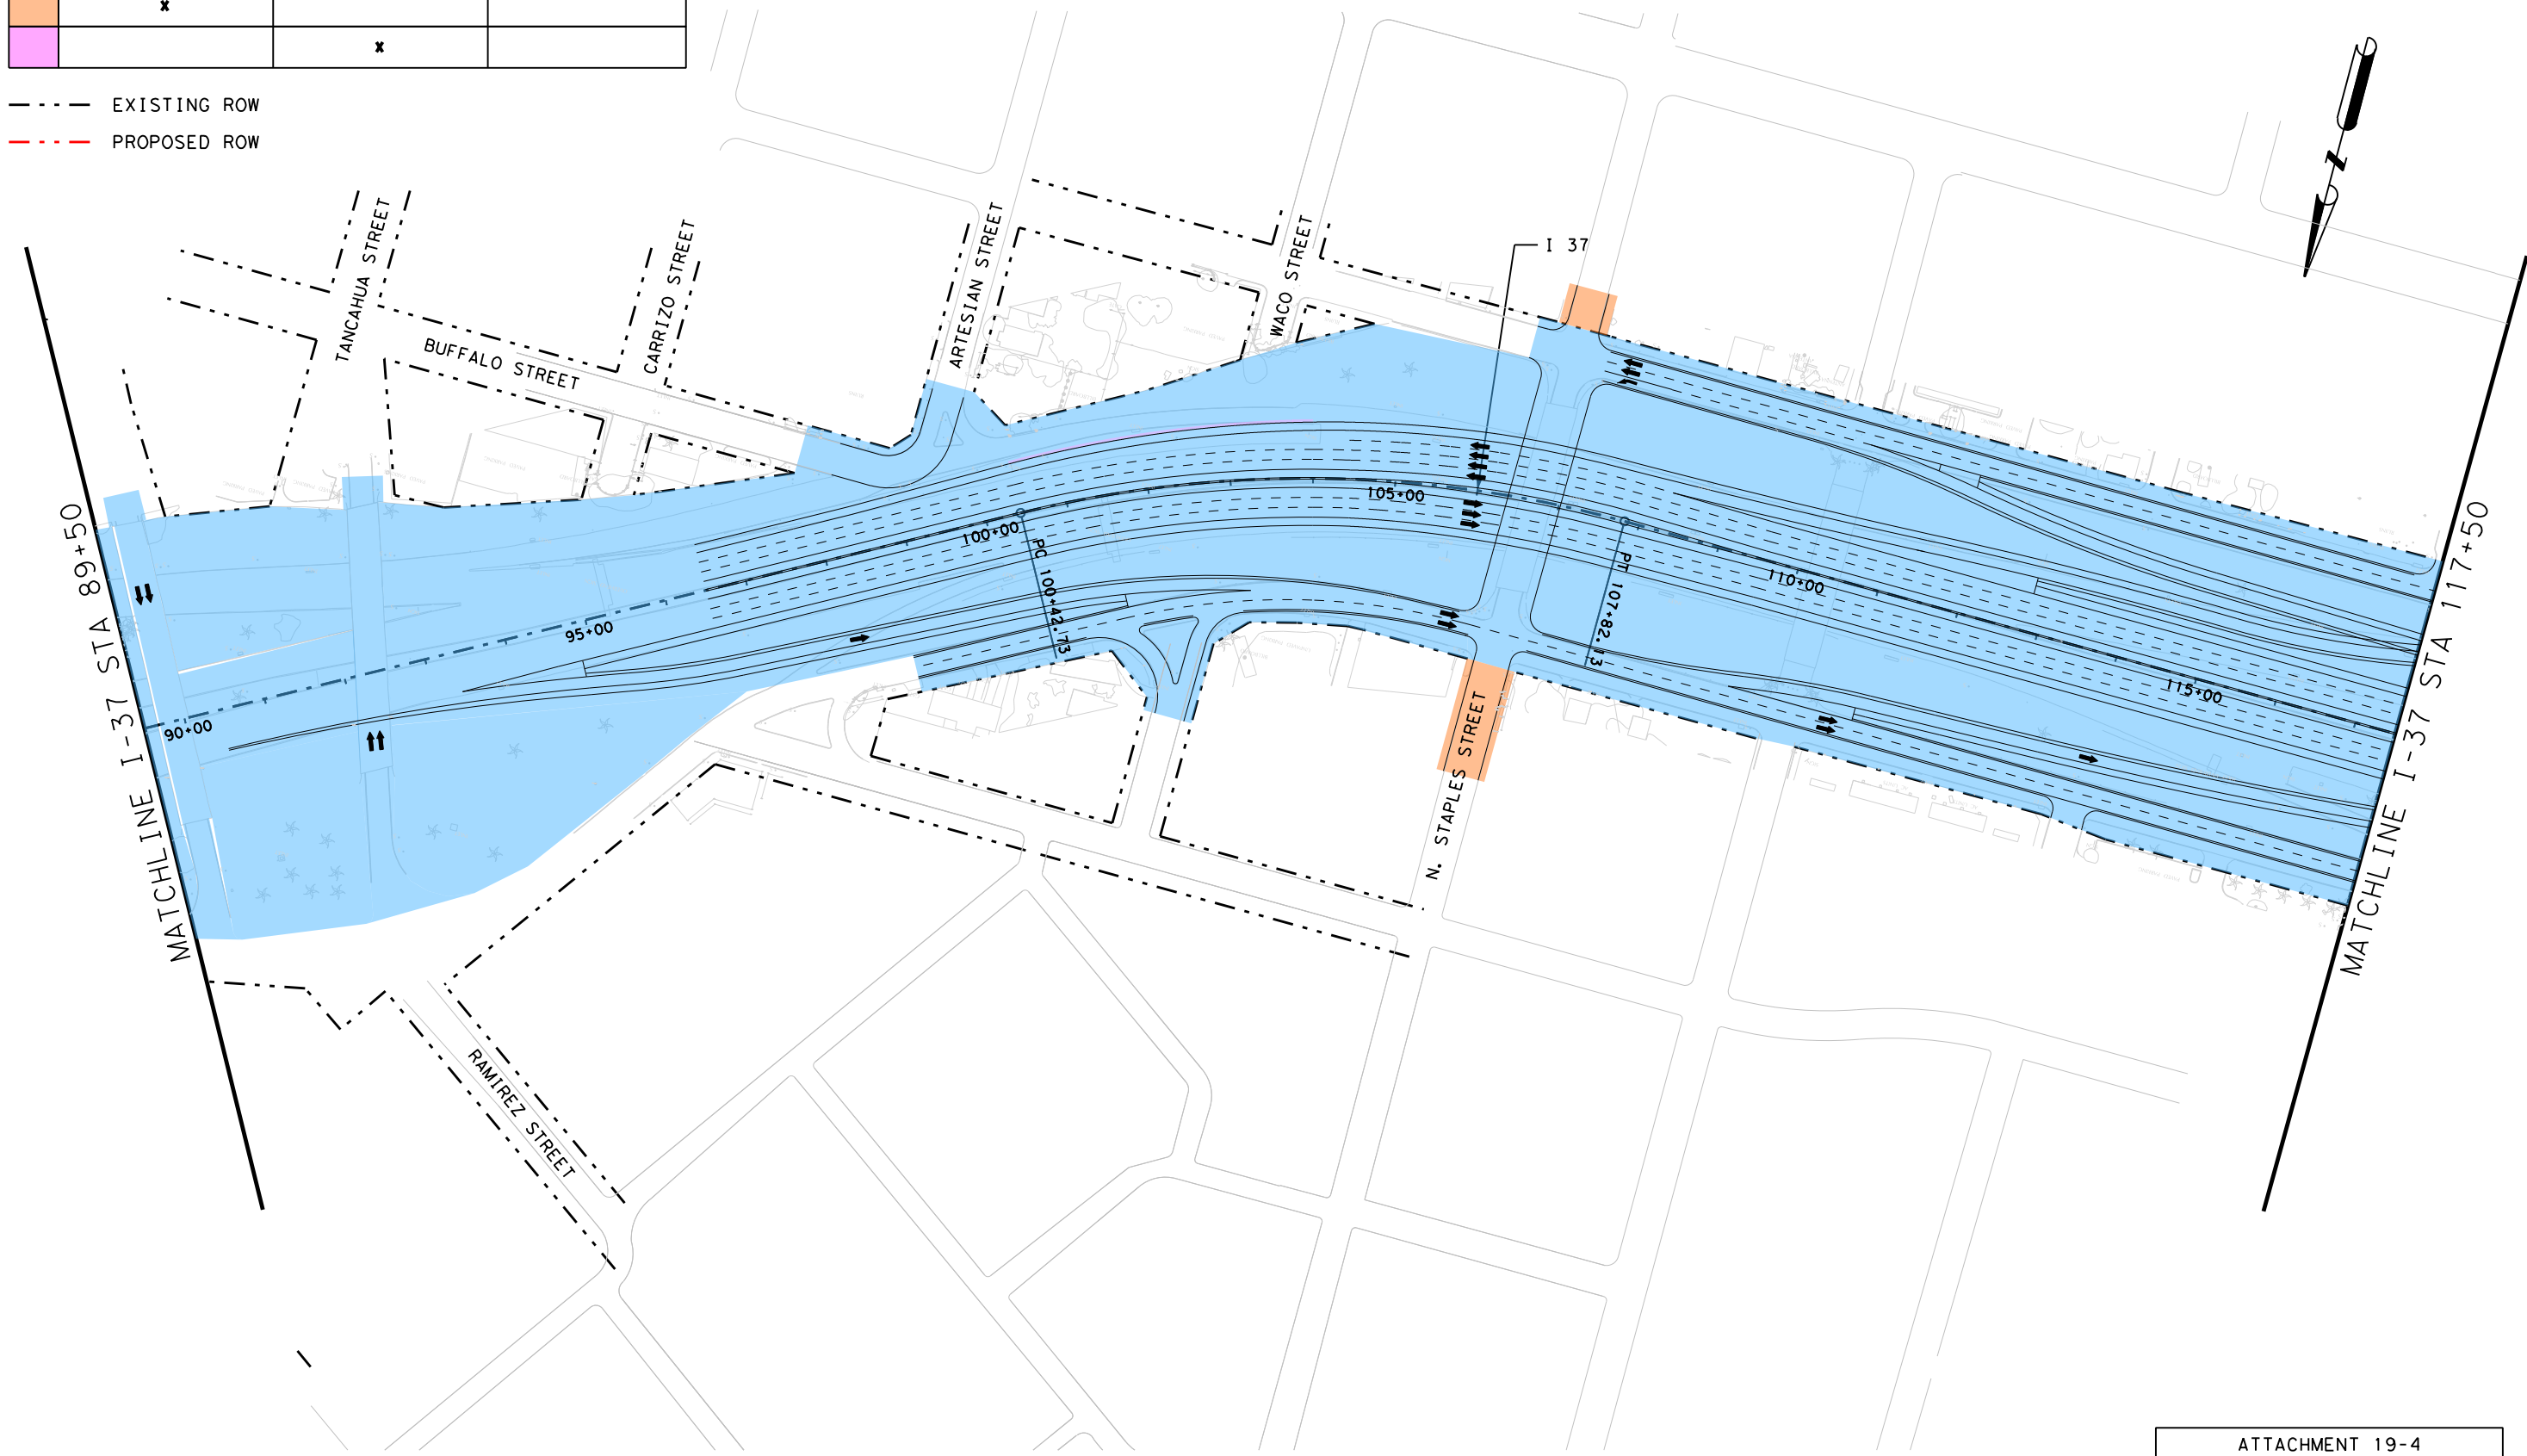 x
x
EXISTING ROW
PROPOSED ROW
N
TANCAHUA STREET
BUFFALO STREET
CARRIZO STREET
ARTESIAN STREET
WACO STREET
I 37
MATCHLINE I-37 STA 89+50
90+00
95+00
100+00
PC 100+42.73
105+00
PT 107+82.13
110+00
115+00
MATCHLINE I-37 STA 117+50
N. STAPLES STREET
RAMIREZ STREET
ATTACHMENT 19-4